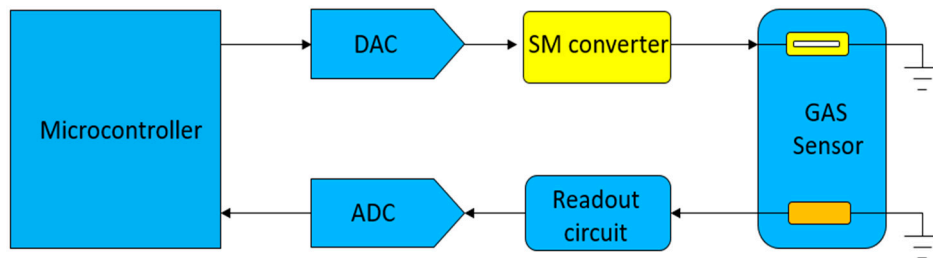 DAC
SM converter
Microcontroller
GAS
Sensor
ADC
Readout
circuit